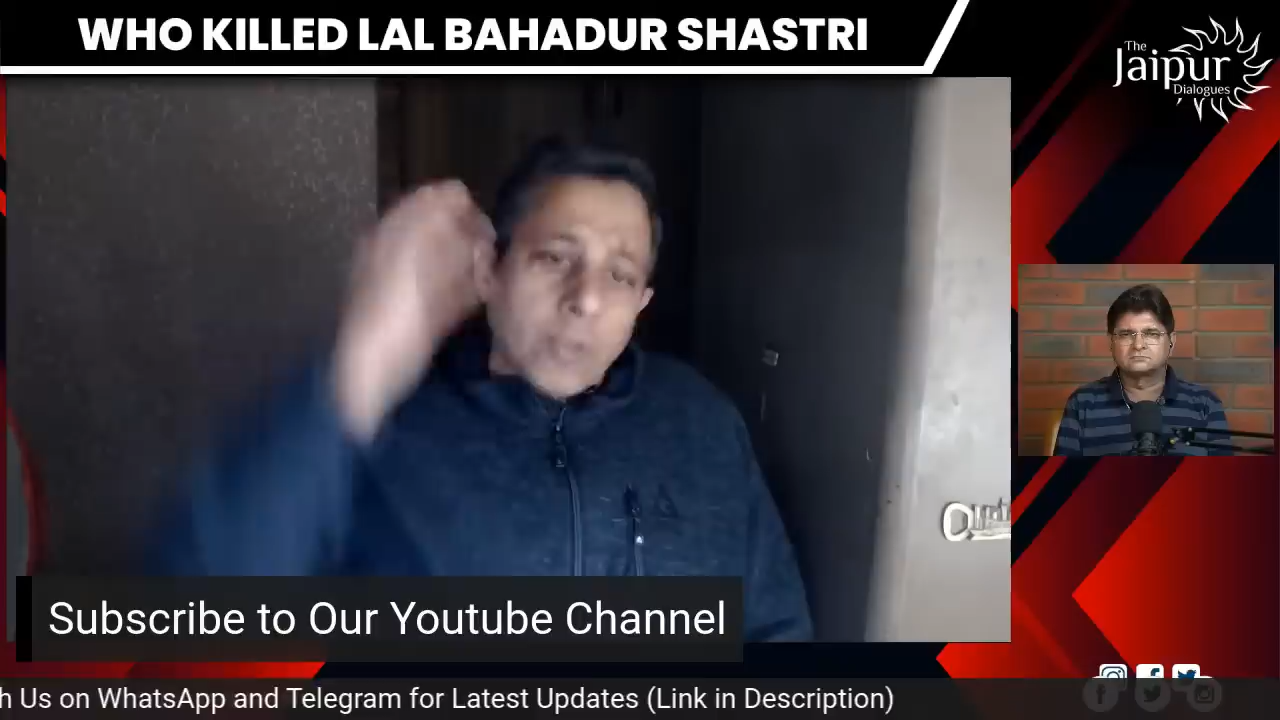 WHO KILLED LAL BAHADUR SHASTRI
The
Jaipur
Dialogues
Subscribe to Our Youtube Channel
Us on WhatsApp and Telegram for Latest Updates (Link in Description)